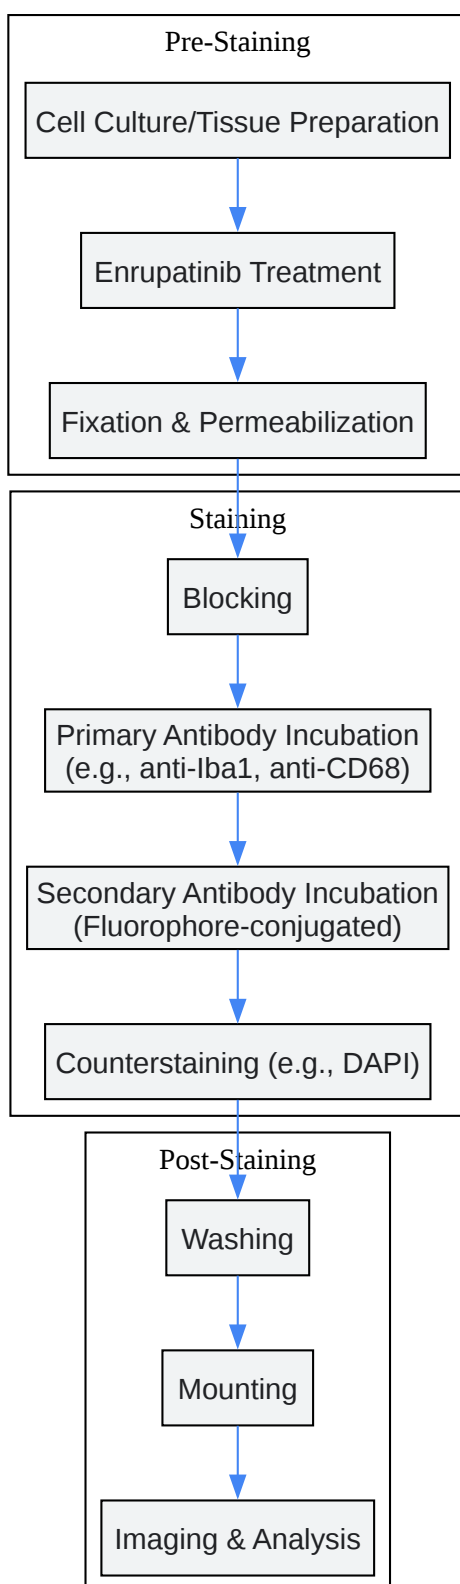 Pre-Staining
Cell Culture/Tissue Preparation
Enrupatinib Treatment
Fixation & Permeabilization
Staining
Blocking
Primary Antibody Incubation
(e.g., anti-Iba1, anti-CD68)
Secondary Antibody Incubation
(Fluorophore-conjugated)
Counterstaining (e.g., DAPI)
Post-Staining
Washing
Mounting
Imaging & Analysis